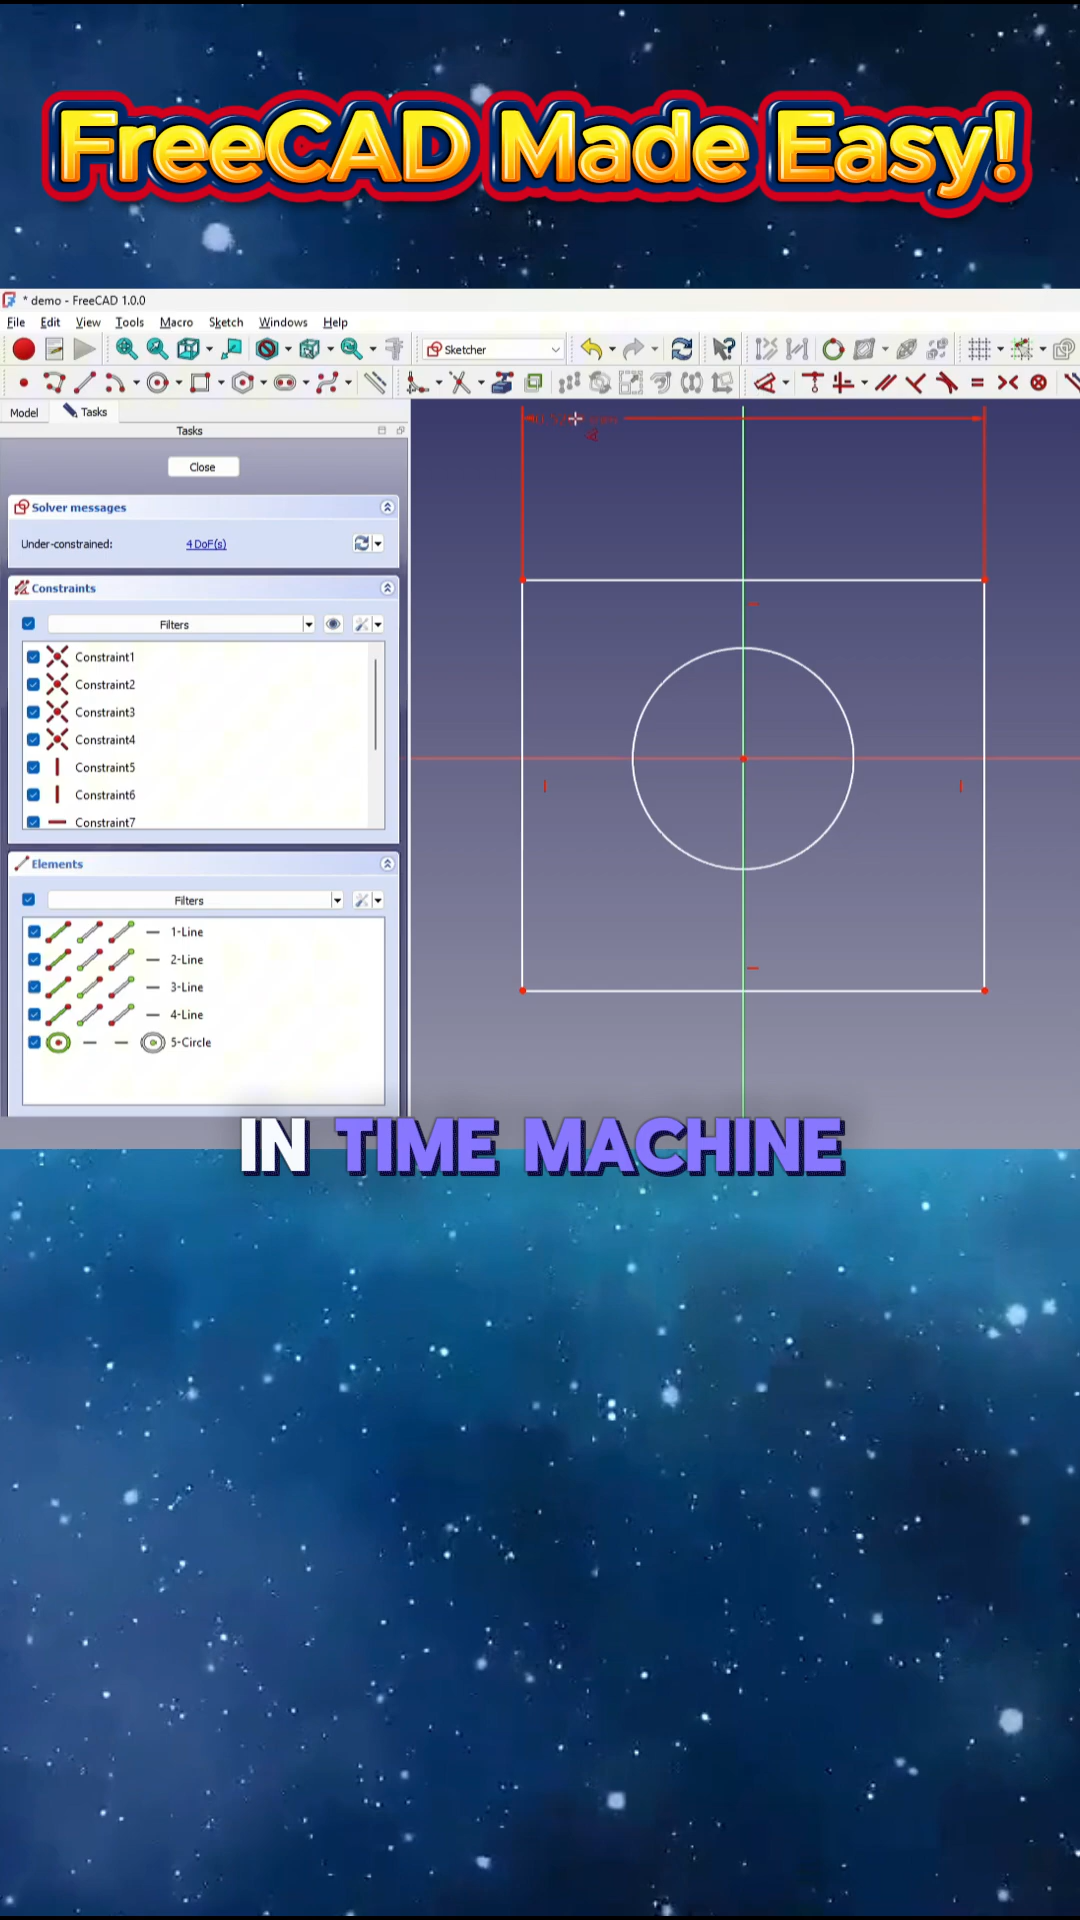 FreeCAD Made Easy!
* demo - FreeCAD 1.0.0
File Edit View Tools Macro Sketch Windows Help
Sketcher
Model Tasks
Tasks
Close
Solver messages
Under-constrained: 4 DoF(s)
Constraints
Filters
Constraint1
Constraint2
Constraint3
Constraint4
Constraint5
Constraint6
Constraint7
Elements
Filters
1-Line
2-Line
3-Line
4-Line
5-Circle
IN TIME MACHINE